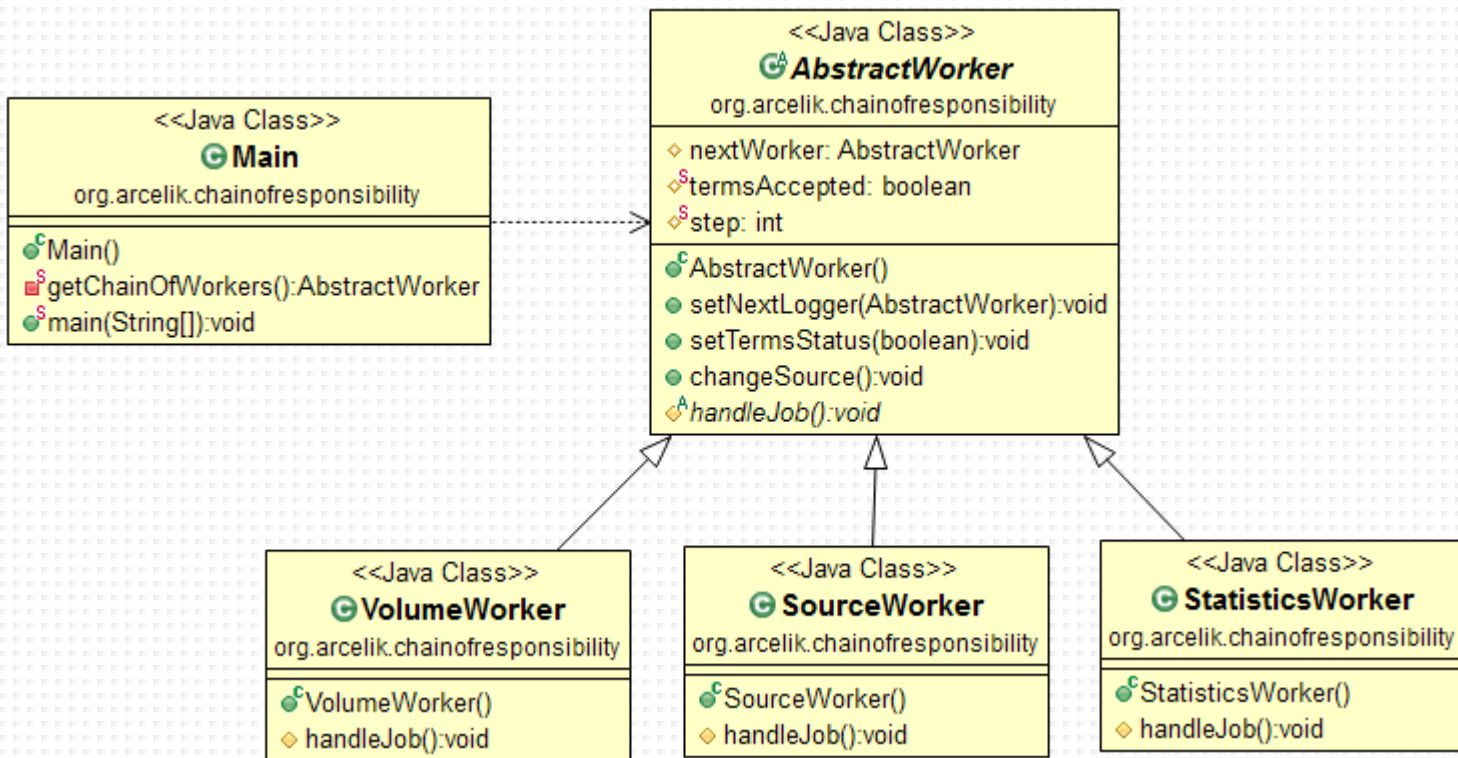 <<Java Class>>
Main
org.arcelik.chainofresponsibility
Main()
getChainOfWorkers():AbstractWorker
main(String[]):void
<<Java Class>>
AbstractWorker
org.arcelik.chainofresponsibility
nextWorker: AbstractWorker
termsAccepted: boolean
step: int
AbstractWorker()
setNextLogger(AbstractWorker):void
setTermsStatus(boolean):void
changeSource():void
handleJob():void
<<Java Class>>
VolumeWorker
org.arcelik.chainofresponsibility
VolumeWorker()
handleJob():void
<<Java Class>>
SourceWorker
org.arcelik.chainofresponsibility
SourceWorker()
handleJob():void
<<Java Class>>
StatisticsWorker
org.arcelik.chainofresponsibility
StatisticsWorker()
handleJob():void